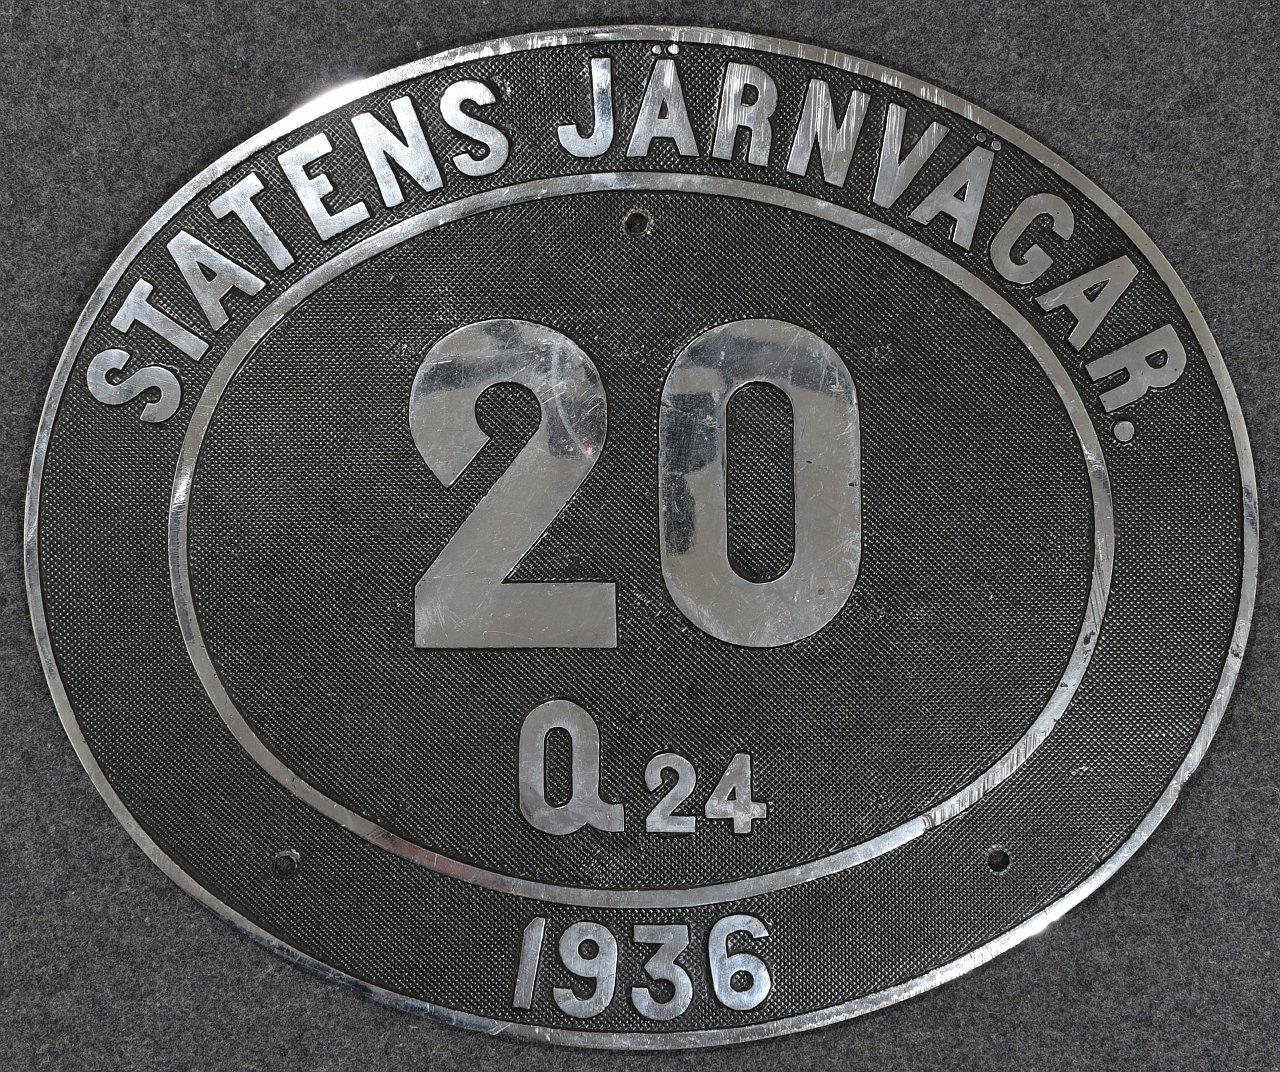 STATENS JÄRNVÄGAR.
20
Q24
1936